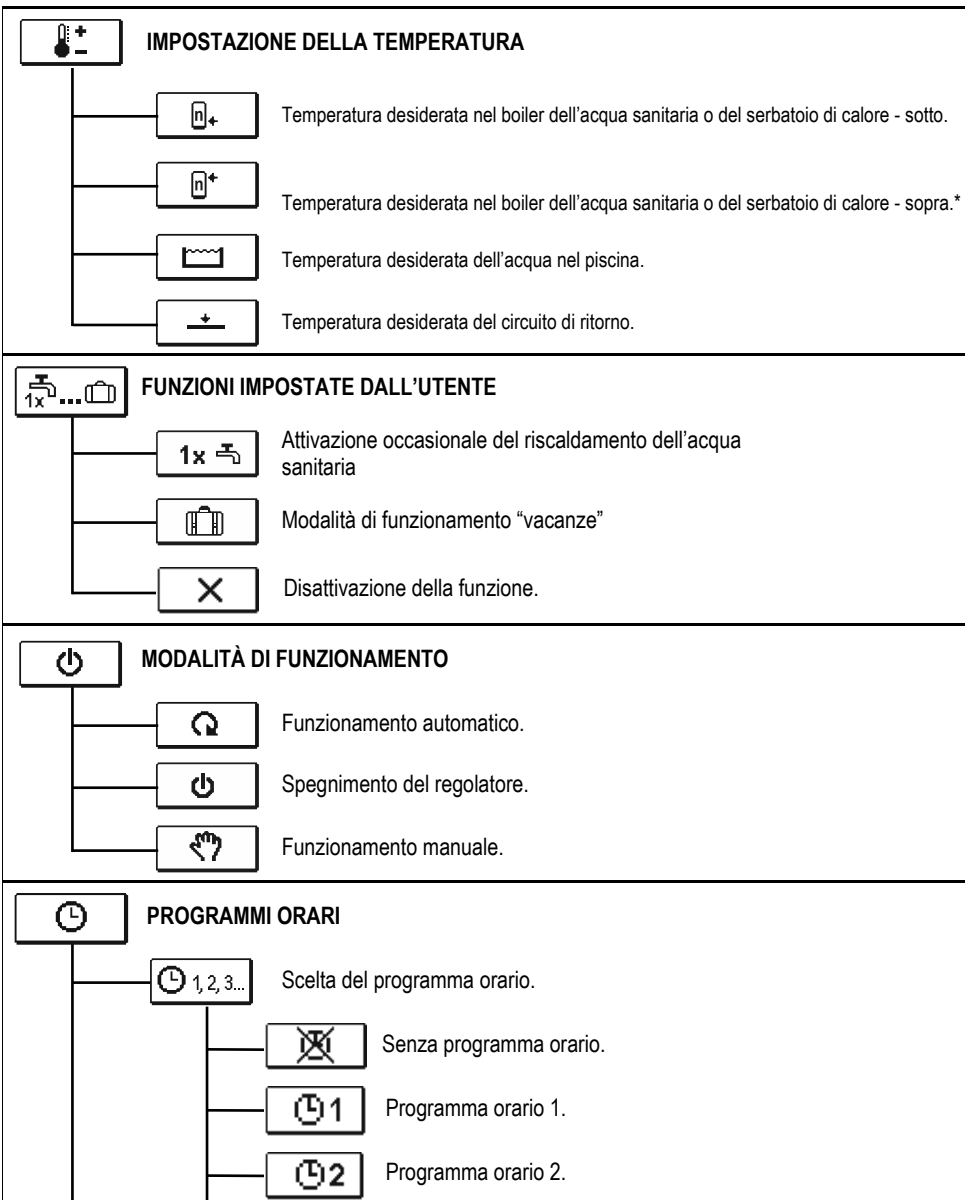 IMPOSTAZIONE DELLA TEMPERATURA
n
Temperatura desiderata nel boiler dell’acqua sanitaria o del serbatoio di calore - sotto.
n
Temperatura desiderata nel boiler dell’acqua sanitaria o del serbatoio di calore - sopra.*
Temperatura desiderata dell’acqua nel piscina.
Temperatura desiderata del circuito di ritorno.
1x ...
FUNZIONI IMPOSTATE DALL’UTENTE
1x
Attivazione occasionale del riscaldamento dell’acqua
sanitaria
Modalità di funzionamento “vacanze”
Disattivazione della funzione.
MODALITÀ DI FUNZIONAMENTO
Funzionamento automatico.
Spegnimento del regolatore.
Funzionamento manuale.
PROGRAMMI ORARI
1, 2, 3...
Scelta del programma orario.
Senza programma orario.
1
Programma orario 1.
2
Programma orario 2.